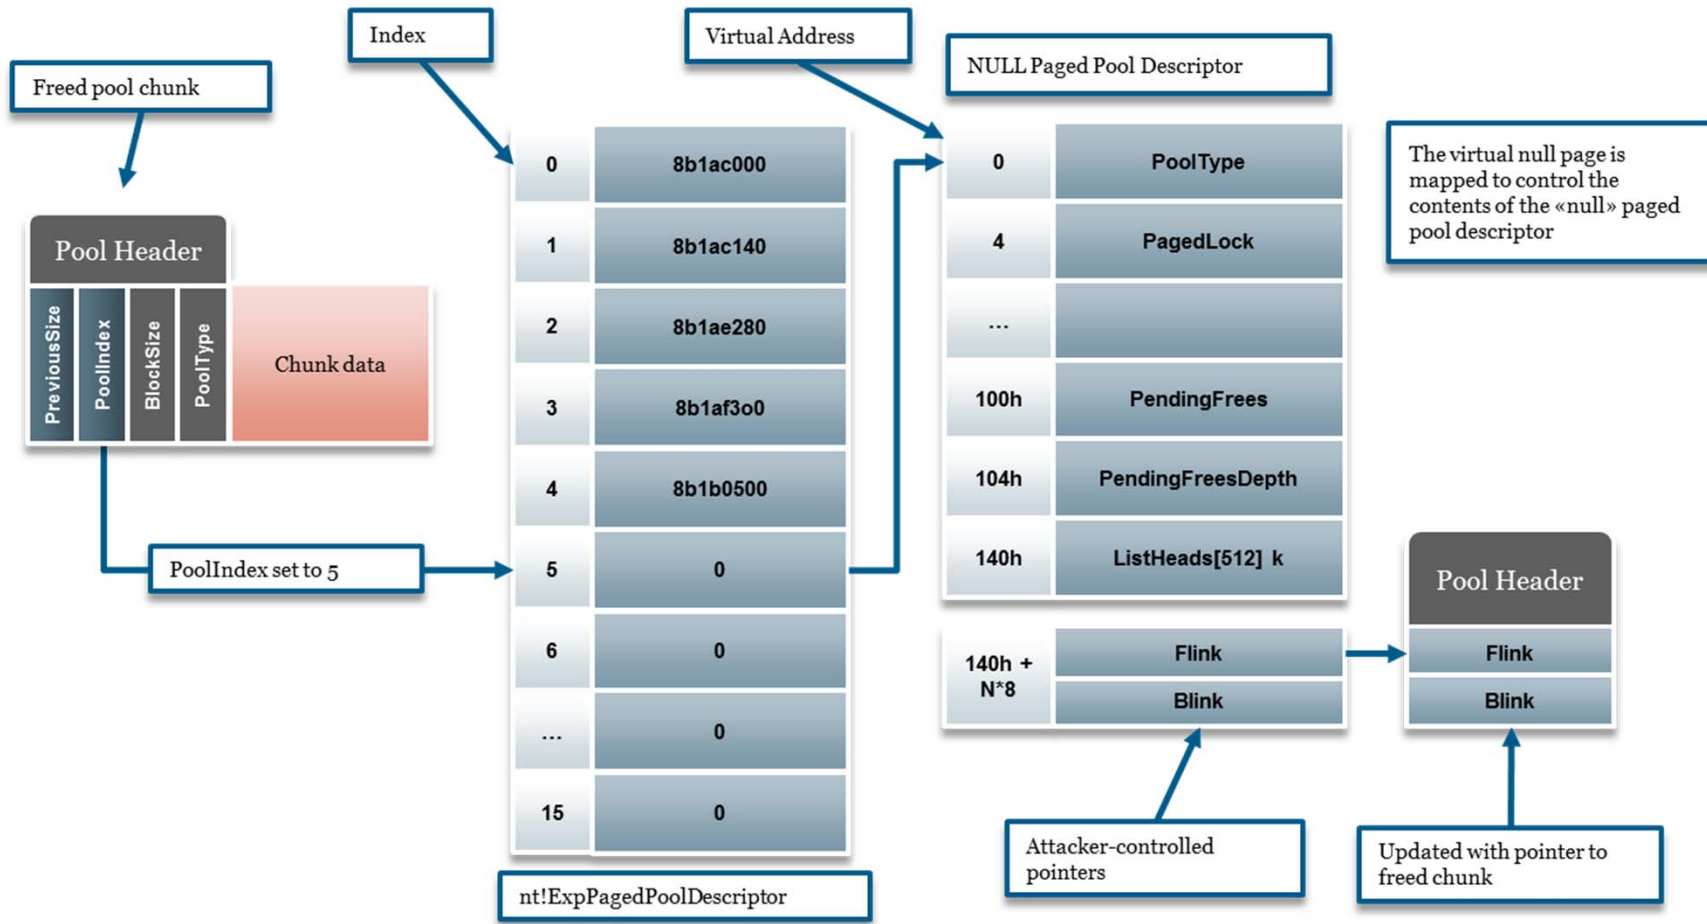 Index
Virtual Address
NULL Paged Pool Descriptor
Freed pool chunk
Pool Header
PreviousSize
PoolIndex
BlockSize
PoolType
Chunk data
PoolIndex set to 5
0 8b1ac000
1 8b1ac140
2 8b1ae280
3 8b1af3o0
4 8b1b0500
5 0
6 0
... 0
15 0
nt!ExpPagedPoolDescriptor
0 PoolType
4 PagedLock
...
100h PendingFrees
104h PendingFreesDepth
140h ListHeads[512] k
140h +
N*8
Flink
Blink
Attacker-controlled
pointers
The virtual null page is
mapped to control the
contents of the «null» paged
pool descriptor
Pool Header
Flink
Blink
Updated with pointer to
freed chunk